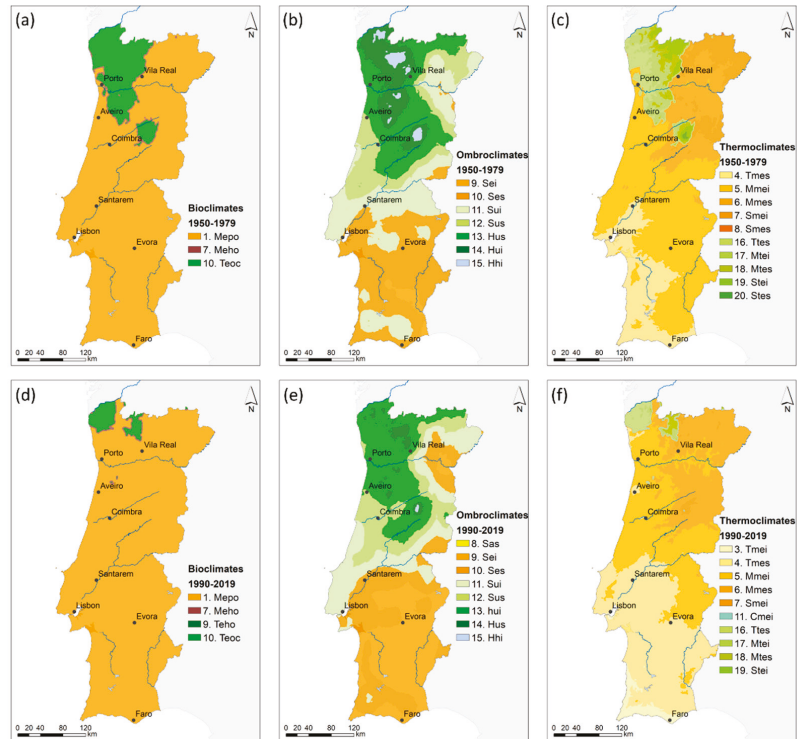 (a)
N
Porto
Vila Real
Aveiro
Coimbra
Santarem
Lisbon
Evora
Faro
Bioclimates
1950-1979
1. Mepo
7. Meho
10. Teoc
0 20 40 80 120
km
(b)
N
Porto
Vila Real
Aveiro
Coimbra
Santarem
Lisbon
Evora
Faro
Ombroclimates
1950-1979
9. Sei
10. Ses
11. Sui
12. Sus
13. Hus
14. Hui
15. Hhi
0 20 40 80 120
km
(c)
N
Porto
Vila Real
Aveiro
Coimbra
Santarem
Lisbon
Evora
Faro
Thermoclimates
1950-1979
4. Tmes
5. Mmei
6. Mmes
7. Smei
8. Smes
16. Ttes
17. Mtei
18. Mtes
19. Stei
20. Stes
0 20 40 80 120
km
(d)
N
Porto
Vila Real
Aveiro
Coimbra
Santarem
Lisbon
Evora
Faro
Bioclimates
1990-2019
1. Mepo
7. Meho
9. Teho
10. Teoc
0 20 40 80 120
km
(e)
N
Porto
Vila Real
Aveiro
Coimbra
Santarem
Lisbon
Evora
Faro
Ombroclimates
1990-2019
8. Sas
9. Sei
10. Ses
11. Sui
12. Sus
13. hui
14. Hus
15. Hhi
0 20 40 80 120
km
(f)
N
Porto
Vila Real
Aveiro
Coimbra
Santarem
Lisbon
Evora
Faro
Thermoclimates
1990-2019
3. Tmei
4. Tmes
5. Mmei
6. Mmes
7. Smei
11. Cmei
16. Ttes
17. Mtei
18. Mtes
19. Stei
0 20 40 80 120
km